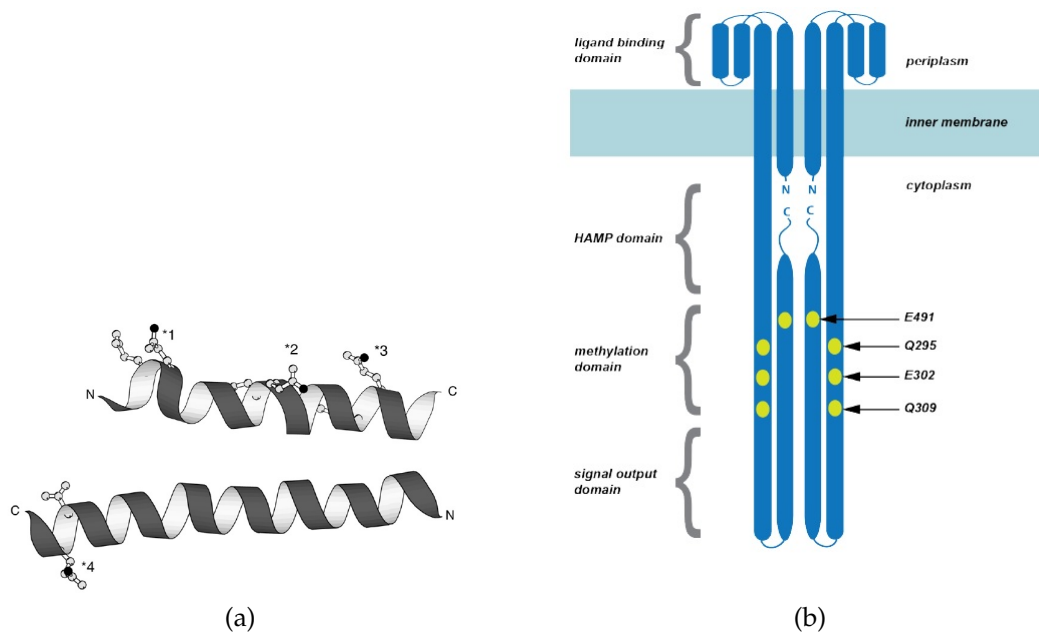 *1
*2
*3
N
C
C
N
*4
(a)
ligand binding
domain
periplasm
inner membrane
cytoplasm
N N
C C
HAMP domain
E491
Q295
methylation
domain
E302
Q309
signal output
domain
(b)